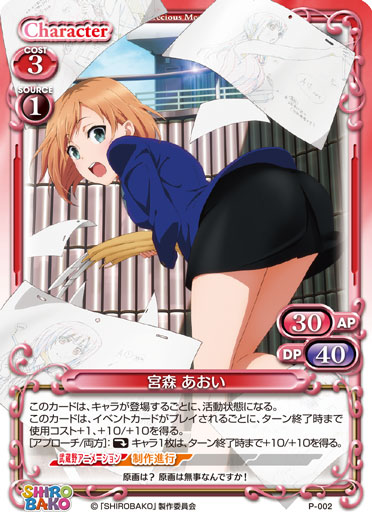 Character
COST
3
SOURCE
1
30 AP
DP 40
宮森 あおい
このカードは、キャラが登場するごとに、活動状態になる。
このカードは、イベントカードがプレイされるごとに、ターン終了時まで
使用コスト+1、+10/+10を得る。
[アプローチ/両方]: キャラ1枚は、ターン終了時まで+10/+10を得る。
武蔵野アニメーション 制作進行
原画は? 原画は無事なんですか!
SHIRO
BAKO
©「SHIROBAKO」製作委員会
P-002